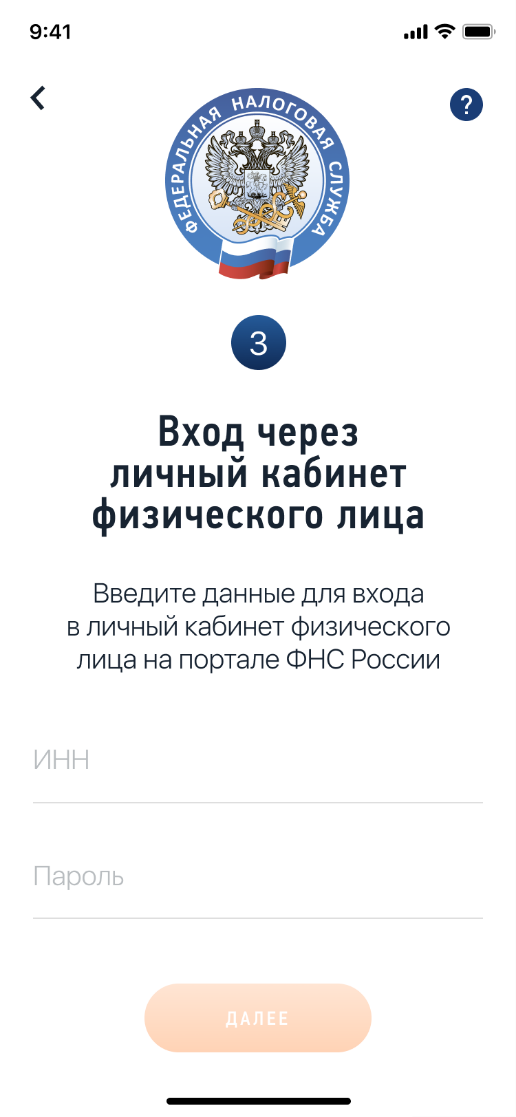 9:41
?
ФЕДЕРАЛЬНАЯ НАЛОГОВАЯ СЛУЖБА
3
Вход через
личный кабинет
физического лица
Введите данные для входа
в личный кабинет физического
лица на портале ФНС России
ИНН
Пароль
ДАЛЕЕ